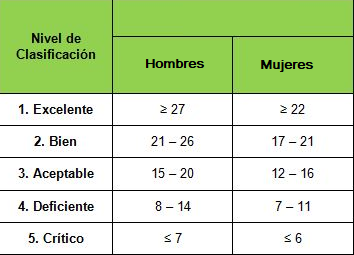 Nivel de
Clasificación
Hombres Mujeres
1. Excelente ≥ 27 ≥ 22
2. Bien 21 – 26 17 – 21
3. Aceptable 15 – 20 12 – 16
4. Deficiente 8 – 14 7 – 11
5. Crítico ≤ 7 ≤ 6